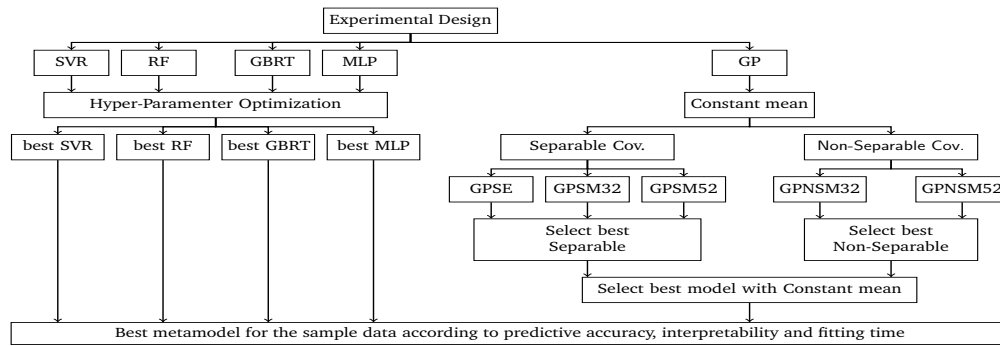 Experimental Design
SVR RF GBRT MLP GP
Hyper-Paramenter Optimization Constant mean
best SVR best RF best GBRT best MLP Separable Cov. Non-Separable Cov.
GPSE GPSM32 GPSM52 GPNSM32 GPNSM52
Select best
Separable
Select best
Non-Separable
Select best model with Constant mean
Best metamodel for the sample data according to predictive accuracy, interpretability and fitting time